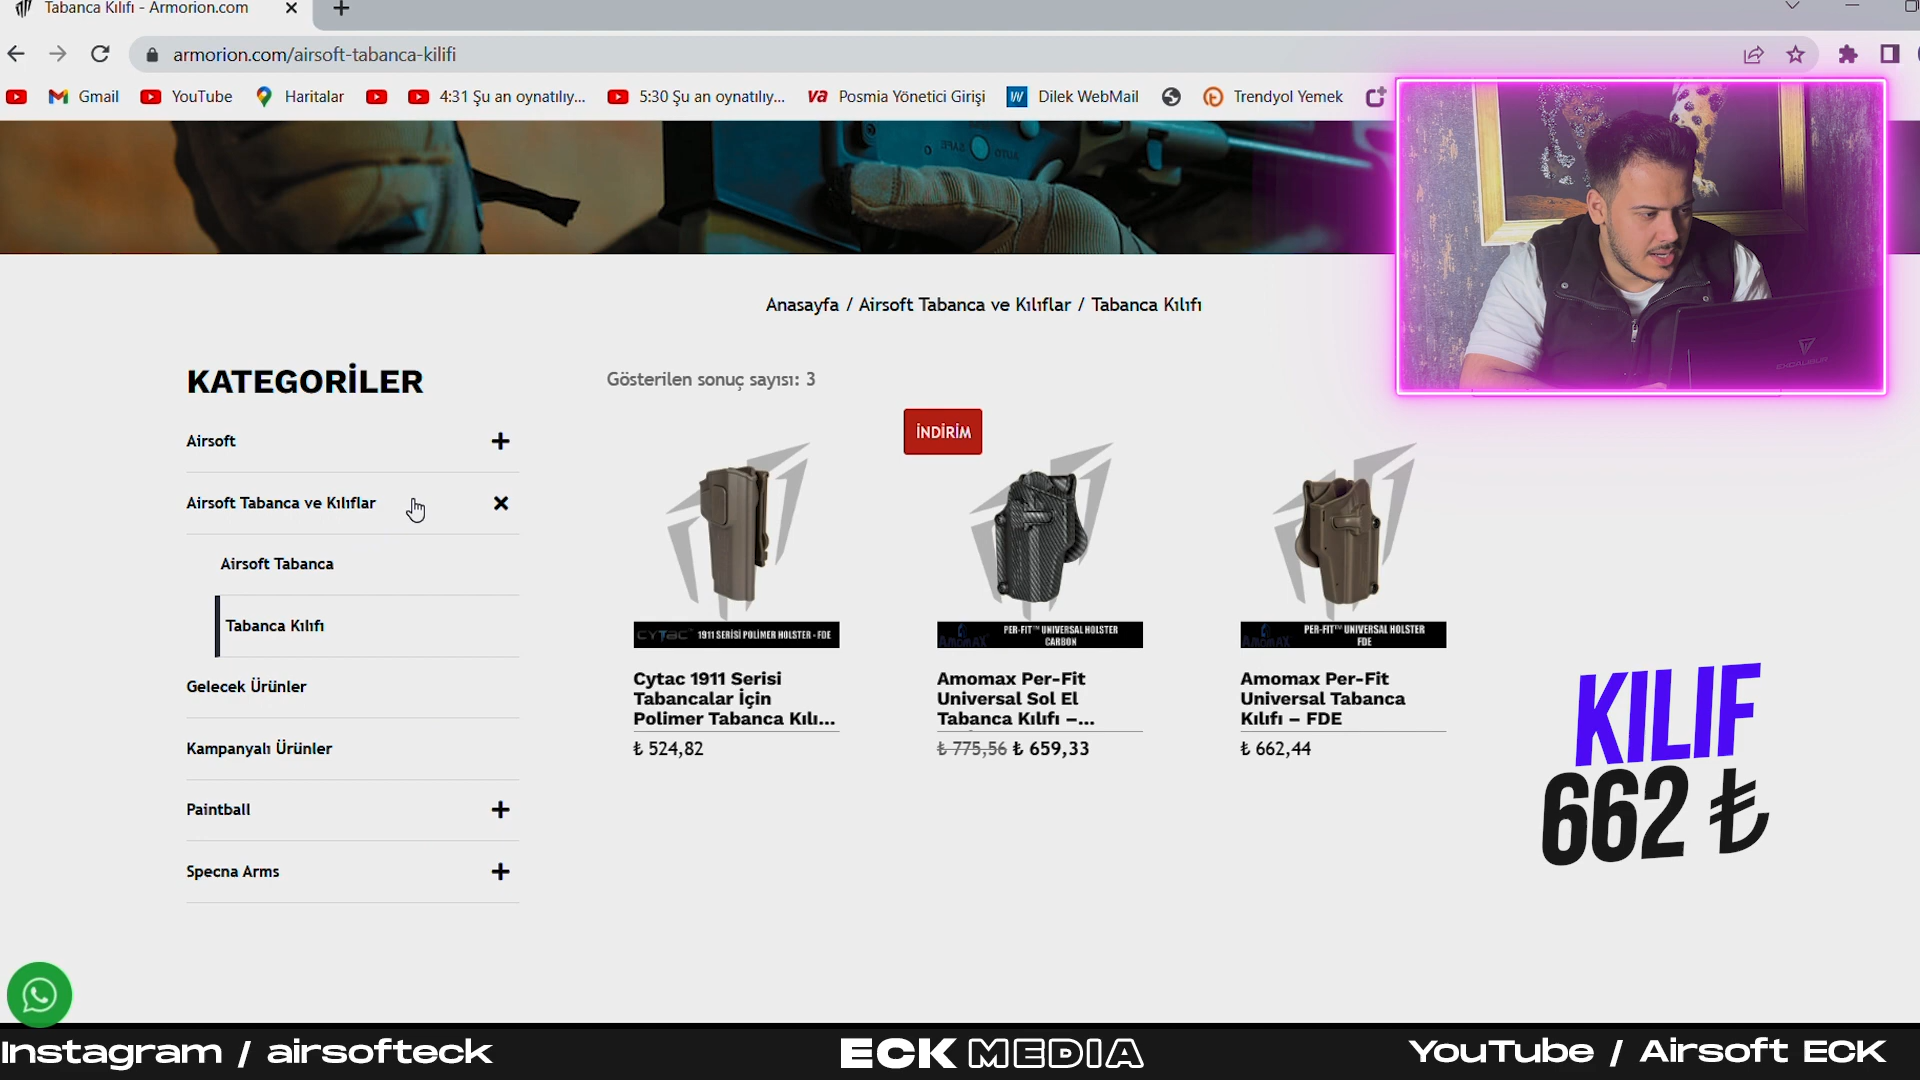 Tabanca Kılıfı - Armorion.com
armorion.com/airsoft-tabanca-kilifi
Gmail
YouTube
Haritalar
4:31 Şu an oynatılıy...
5:30 Şu an oynatılıy...
va Posmia Yönetici Girişi
W Dilek WebMail
Trendyol Yemek
Anasayfa / Airsoft Tabanca ve Kılıflar / Tabanca Kılıfı
KATEGORİLER
Airsoft
Airsoft Tabanca ve Kılıflar
Airsoft Tabanca
Tabanca Kılıfı
Gelecek Ürünler
Kampanyalı Ürünler
Paintball
Specna Arms
Gösterilen sonuç sayısı: 3
CYTAC 1911 SERİSİ POLİMER HOLSTER - FDE
Cytac 1911 Serisi
Tabancalar İçin
Polimer Tabanca Kılı...
₺ 524,82
İNDİRİM
AMOMAX PER-FIT™ UNIVERSAL HOLSTER
CARBON
Amomax Per-Fit
Universal Sol El
Tabanca Kılıfı –...
₺ 775,56 ₺ 659,33
AMOMAX PER-FIT™ UNIVERSAL HOLSTER
FDE
Amomax Per-Fit
Universal Tabanca
Kılıfı – FDE
₺ 662,44
EXCALIBUR
KILIF
662 ₺
Instagram / airsofteck
ECK MEDIA
YouTube / Airsoft ECK